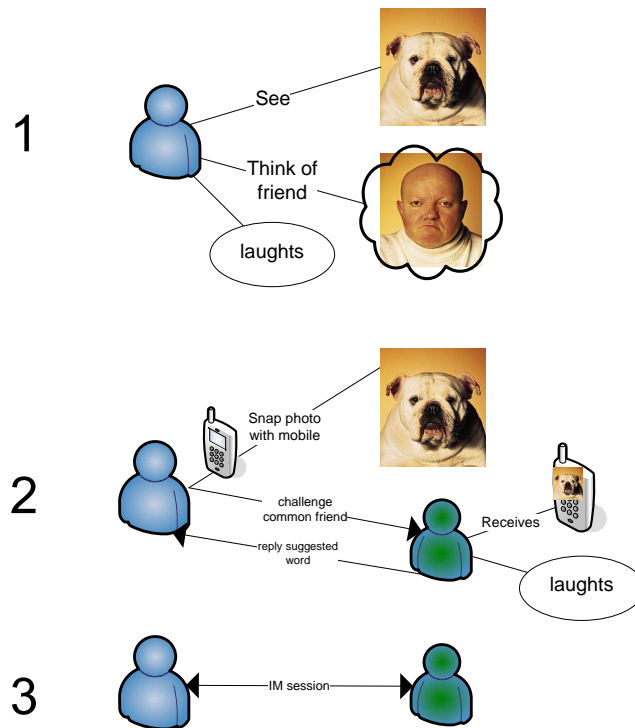 1
See
Think of
friend
laughts
2
Snap photo
with mobile
challenge
common friend
Receives
reply suggested
word
laughts
3
IM session